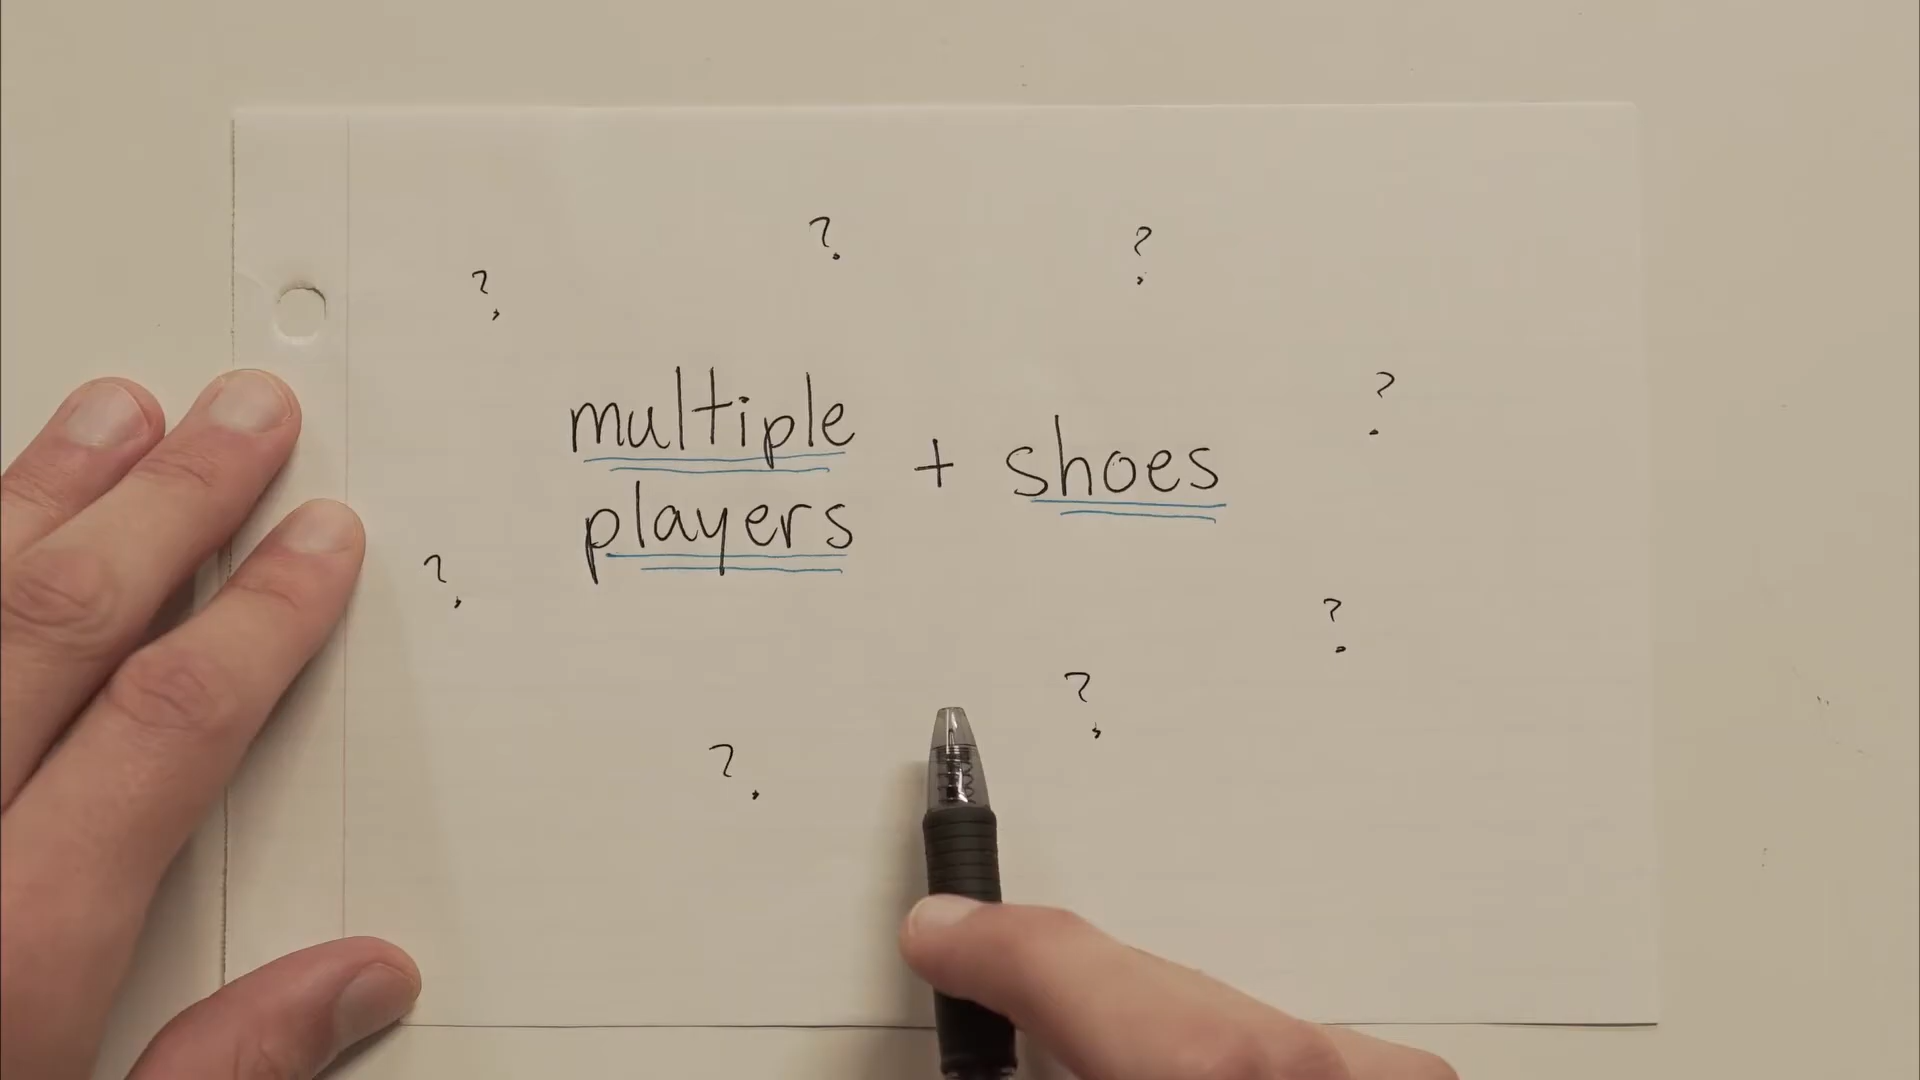 ? ? ?
?
multiple + shoes
players
? ?
? ?